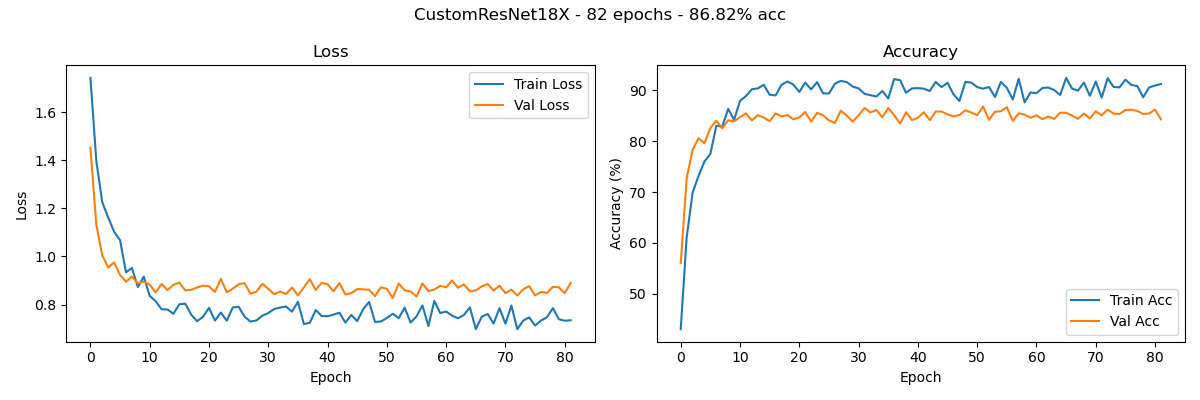 CustomResNet18X - 82 epochs - 86.82% acc
Loss
Train Loss
Val Loss
1.6
1.4
1.2
1.0
0.8
Loss
0 10 20 30 40 50 60 70 80
Epoch
Accuracy
90
80
70
60
50
Accuracy (%)
Train Acc
Val Acc
0 10 20 30 40 50 60 70 80
Epoch